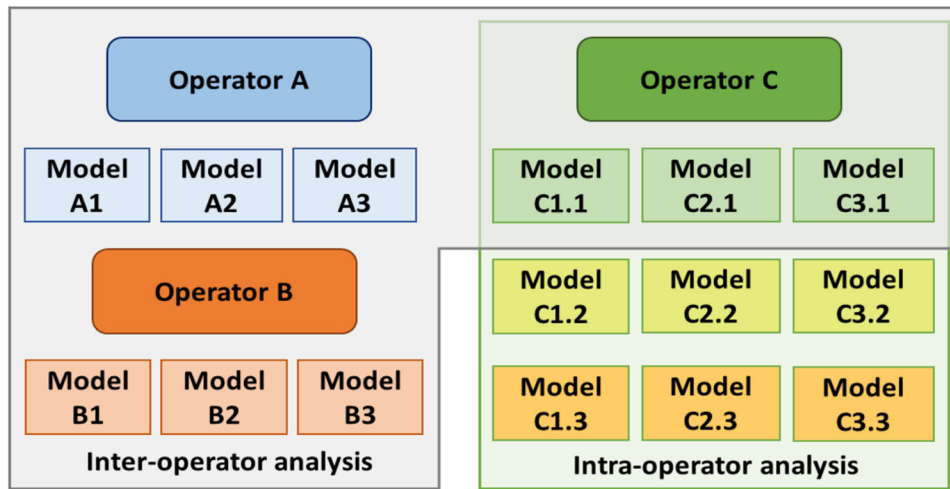 Operator A
Operator C
Model
A1
Model
A2
Model
A3
Model
C1.1
Model
C2.1
Model
C3.1
Operator B
Model
C1.2
Model
C2.2
Model
C3.2
Model
B1
Model
B2
Model
B3
Model
C1.3
Model
C2.3
Model
C3.3
Inter-operator analysis
Intra-operator analysis